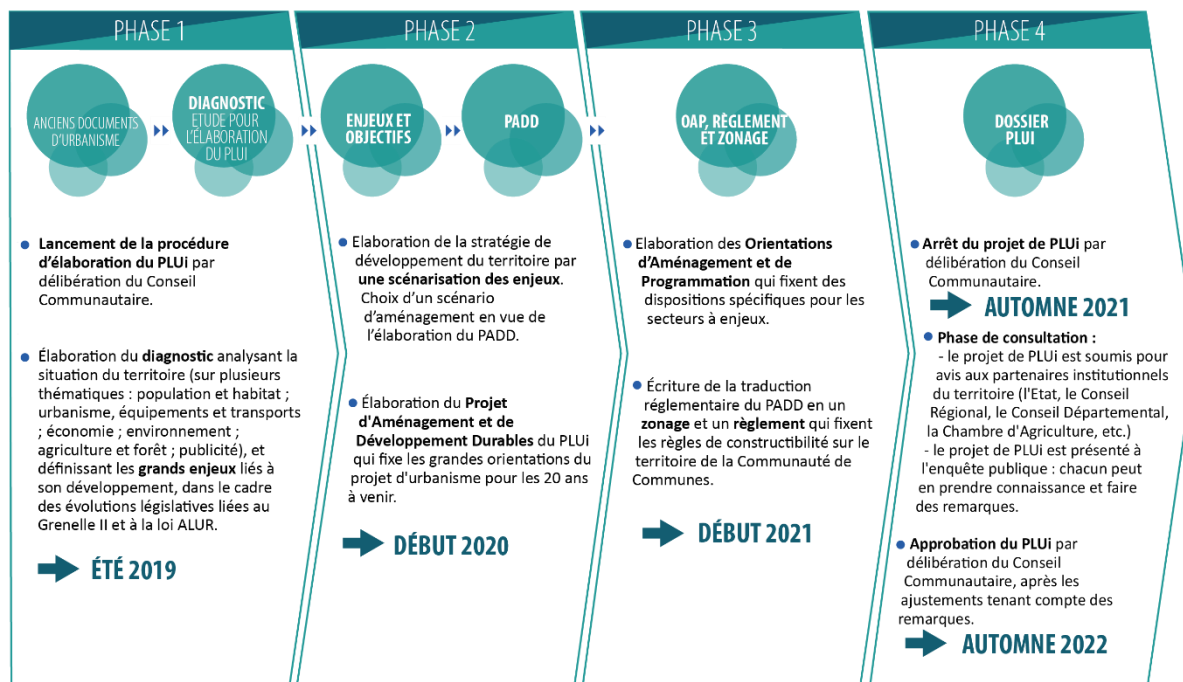 PHASE 1
ANCIENS DOCUMENTS
D'URBANISME
DIAGNOSTIC
ETUDE POUR
L'ÉLABORATION
DU PLUI
● Lancement de la procédure
d'élaboration du PLUi par
délibération du Conseil
Communautaire.
● Élaboration du diagnostic analysant la
situation du territoire (sur plusieurs
thématiques : population et habitat ;
urbanisme, équipements et transports
; économie ; environnement ;
agriculture et forêt ; publicité), et
définissant les grands enjeux liés à
son développement, dans le cadre
des évolutions législatives liées au
Grenelle II et à la loi ALUR.
ÉTÉ 2019
PHASE 2
ENJEUX ET
OBJECTIFS
PADD
● Elaboration de la stratégie de
développement du territoire par
une scénarisation des enjeux.
Choix d'un scénario
d'aménagement en vue de
l'élaboration du PADD.
● Élaboration du Projet
d'Aménagement et de
Développement Durables du PLUi
qui fixe les grandes orientations du
projet d'urbanisme pour les 20 ans
à venir.
DÉBUT 2020
PHASE 3
OAP, RÈGLEMENT
ET ZONAGE
● Elaboration des Orientations
d'Aménagement et de
Programmation qui fixent des
dispositions spécifiques pour les
secteurs à enjeux.
● Écriture de la traduction
réglementaire du PADD en un
zonage et un règlement qui fixent
les règles de constructibilité sur le
territoire de la Communauté de
Communes.
DÉBUT 2021
PHASE 4
DOSSIER
PLUI
● Arrêt du projet de PLUi par
délibération du Conseil
Communautaire.
AUTOMNE 2021
● Phase de consultation :
- le projet de PLUi est soumis pour
avis aux partenaires institutionnels
du territoire (l'Etat, le Conseil
Régional, le Conseil Départemental,
la Chambre d'Agriculture, etc.)
- le projet de PLUi est présenté à
l'enquête publique : chacun peut
en prendre connaissance et faire
des remarques.
● Approbation du PLUi par
délibération du Conseil
Communautaire, après les
ajustements tenant compte des
remarques.
AUTOMNE 2022